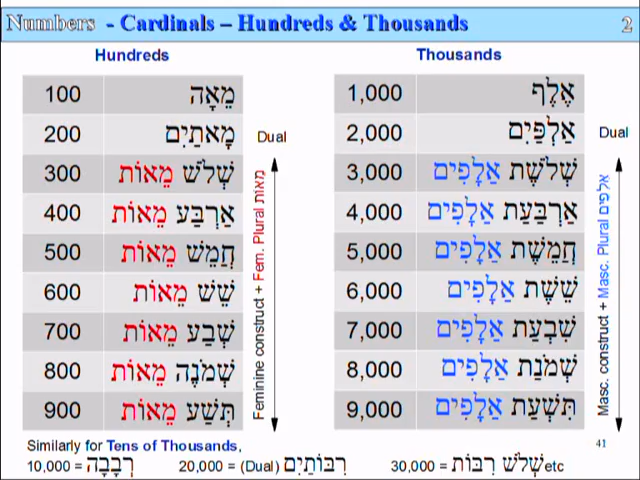 Numbers - Cardinals – Hundreds & Thousands 2
Hundreds
100 מֵאָה
200 מָאתַיִם Dual
300 שְׁלֹשׁ מֵאוֹת
400 אַרְבַּע מֵאוֹת
500 חֲמֵשׁ מֵאוֹת
600 שֵׁשׁ מֵאוֹת
700 שְׁבַע מֵאוֹת
800 שְׁמֹנֶה מֵאוֹת
900 תְּשַׁע מֵאוֹת
Feminine construct + Fem. Plural מאות
Thousands
1,000 אֶלֶף
2,000 אַלְפַּיִם Dual
3,000 שְׁלֹשֶׁת אֲלָפִים
4,000 אַרְבַּעַת אֲלָפִים
5,000 חֲמֵשֶׁת אֲלָפִים
6,000 שֵׁשֶׁת אֲלָפִים
7,000 שִׁבְעַת אֲלָפִים
8,000 שְׁמֹנַת אֲלָפִים
9,000 תִּשְׁעַת אֲלָפִים
Masc. construct + Masc. Plural אלפים
Similarly for Tens of Thousands,
10,000 = רְבָבָה 20,000 = (Dual) רִבּוֹתַיִם 30,000 = שְׁלֹשׁ רִבּוֹת etc
41